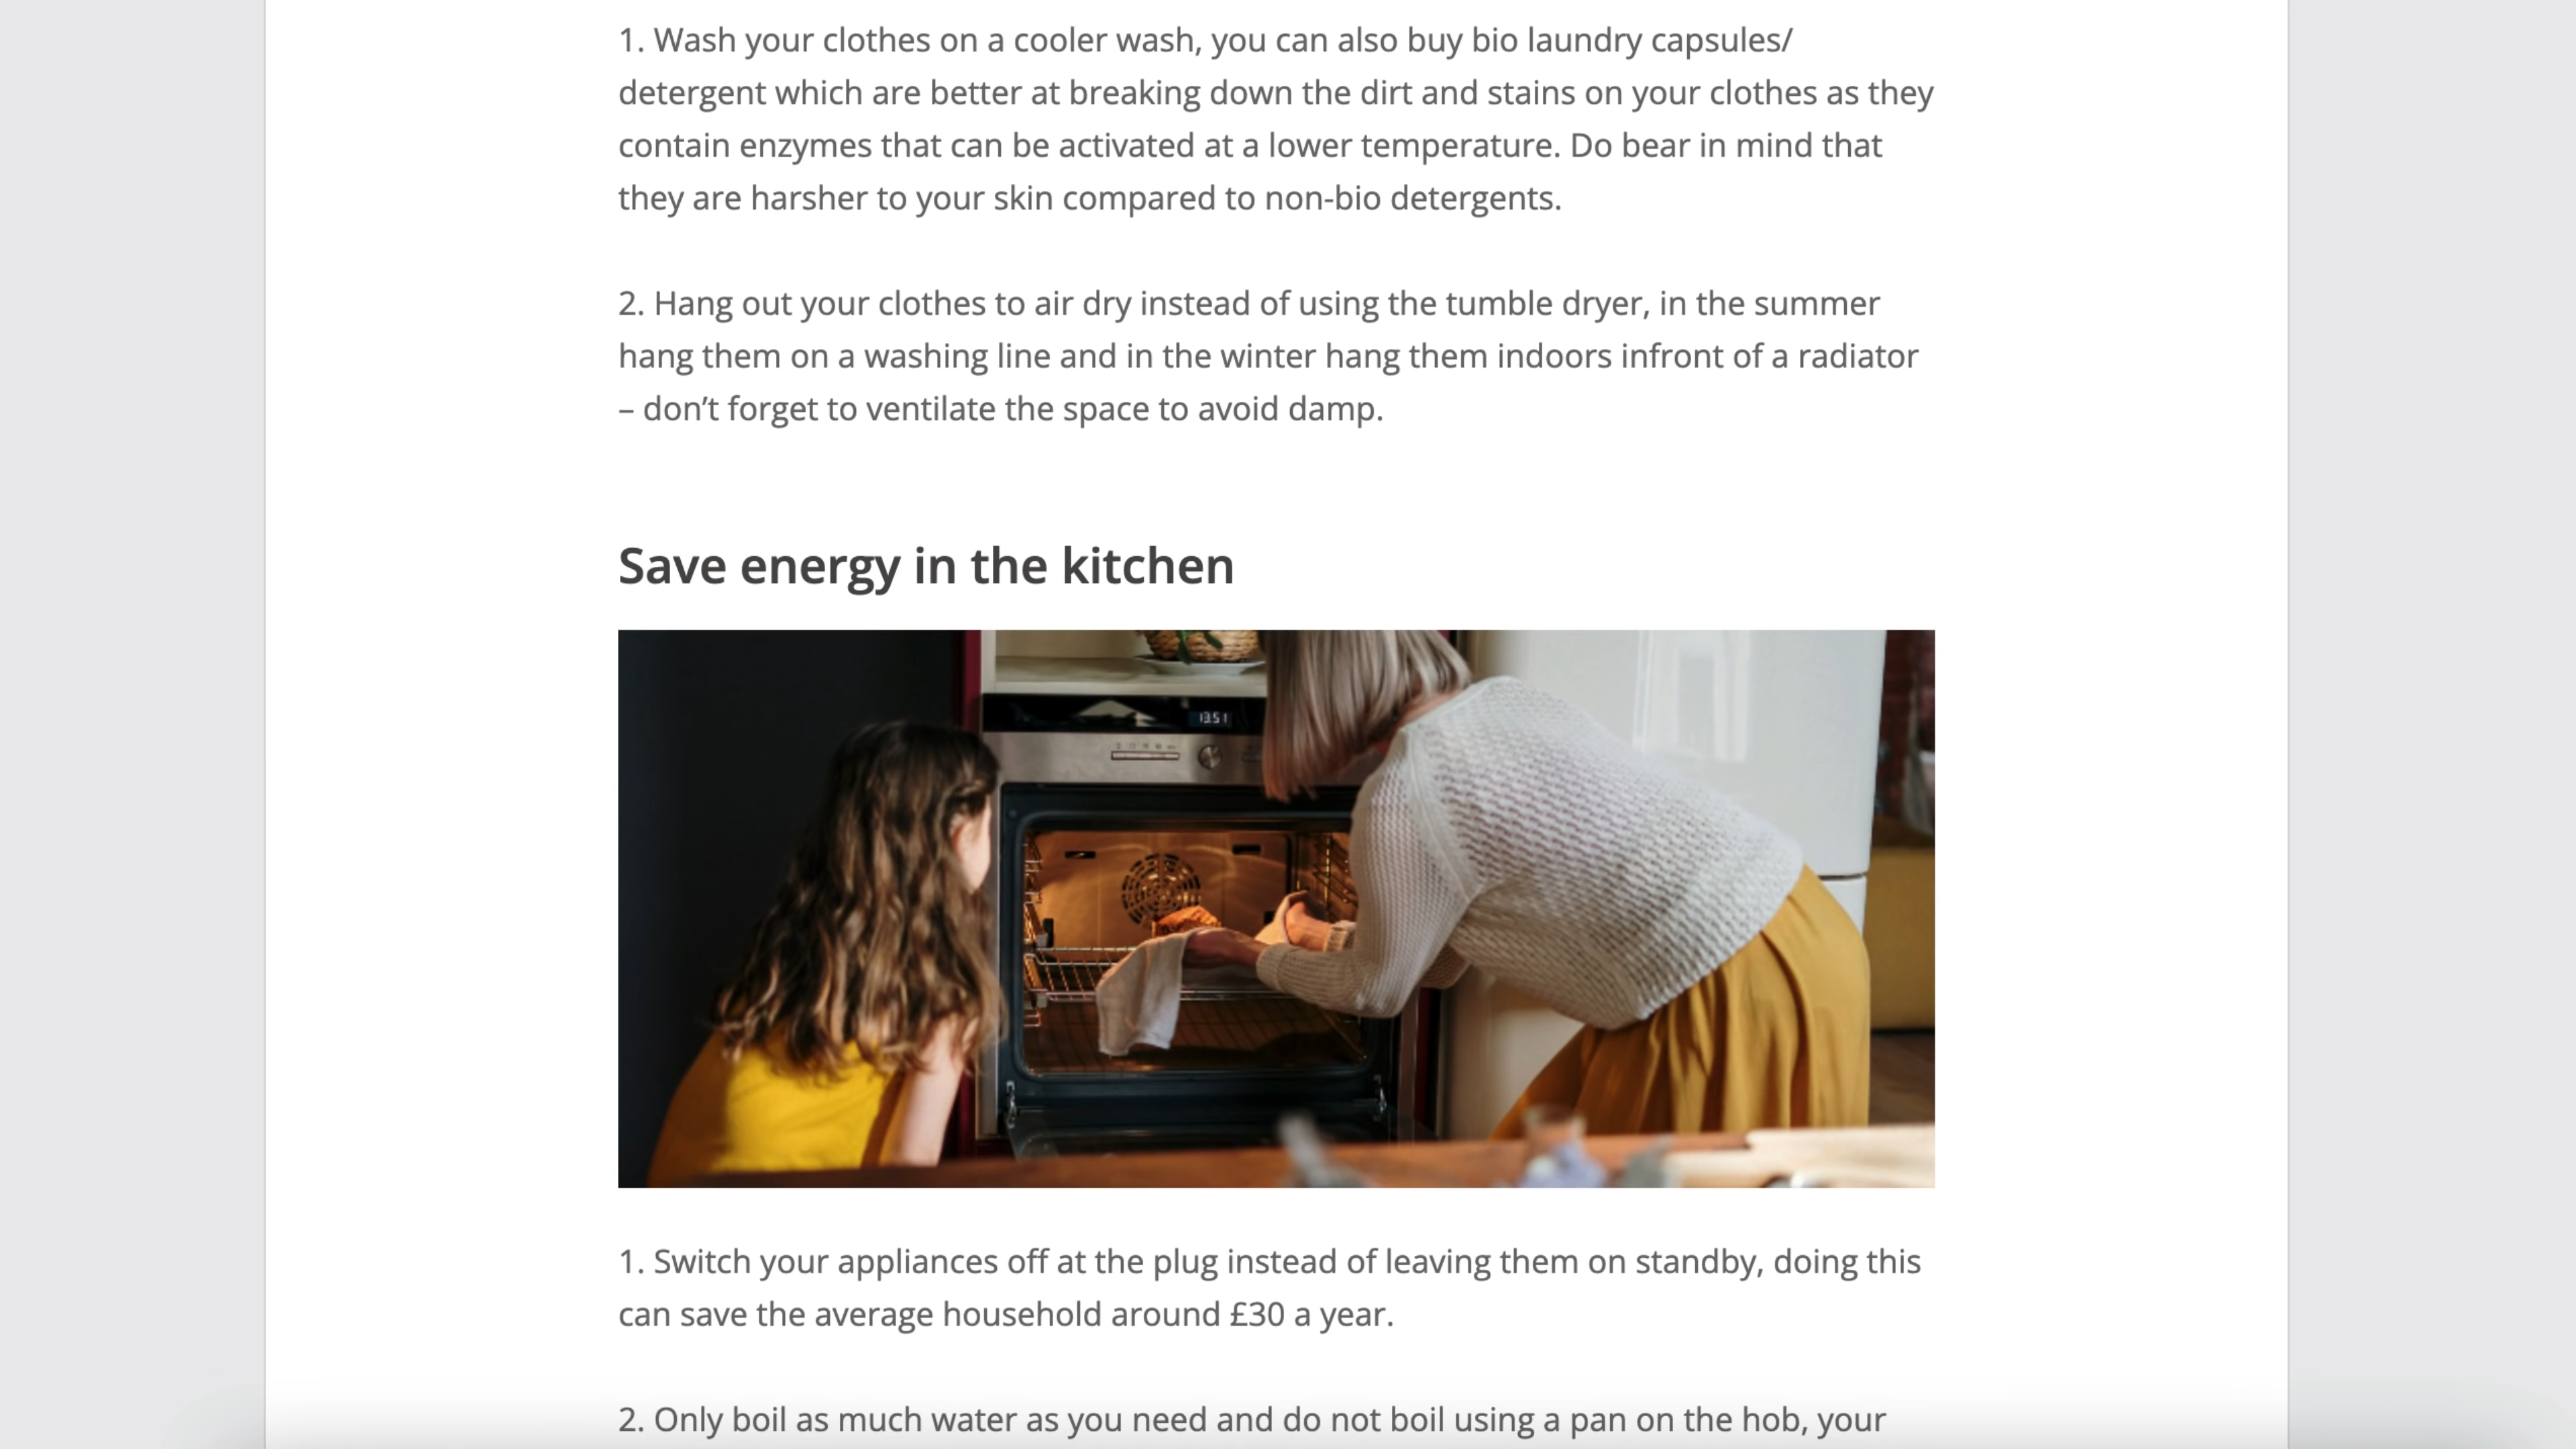 1. Wash your clothes on a cooler wash, you can also buy bio laundry capsules/
detergent which are better at breaking down the dirt and stains on your clothes as they
contain enzymes that can be activated at a lower temperature. Do bear in mind that
they are harsher to your skin compared to non-bio detergents.
2. Hang out your clothes to air dry instead of using the tumble dryer, in the summer
hang them on a washing line and in the winter hang them indoors infront of a radiator
– don’t forget to ventilate the space to avoid damp.
Save energy in the kitchen
13:51
1. Switch your appliances off at the plug instead of leaving them on standby, doing this
can save the average household around £30 a year.
2. Only boil as much water as you need and do not boil using a pan on the hob, your